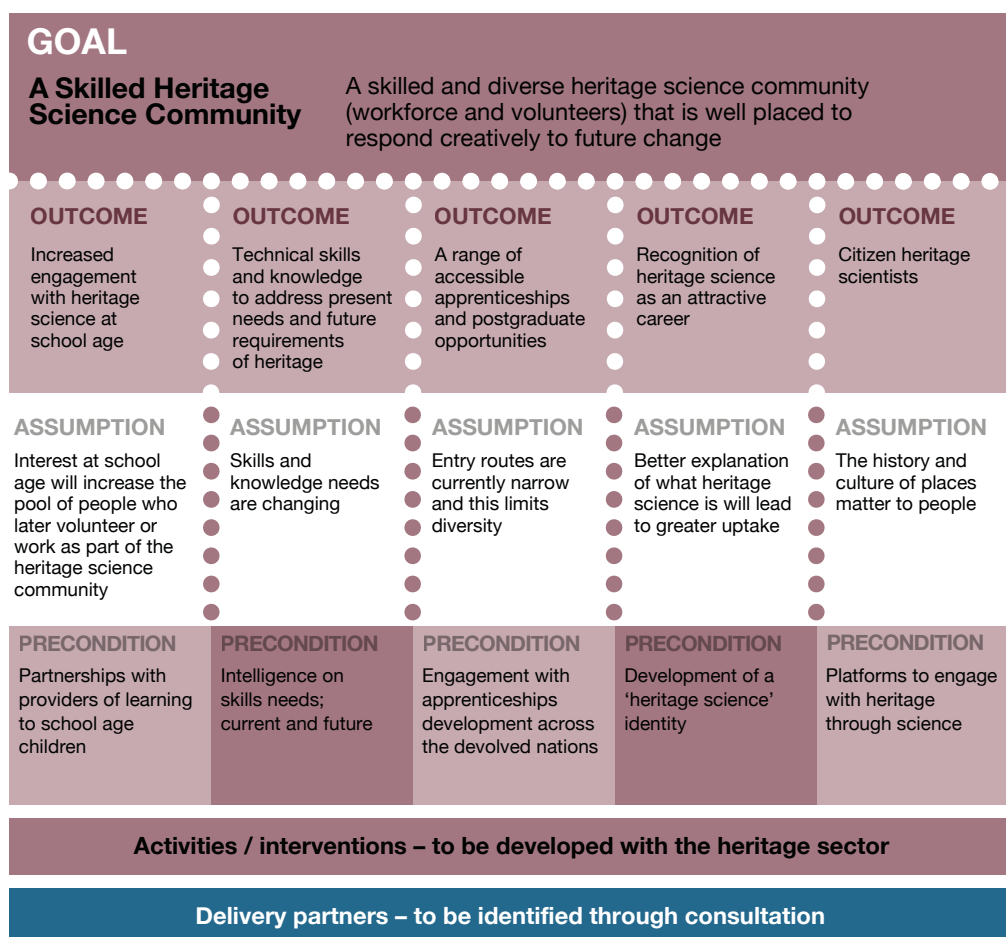 GOAL
A Skilled Heritage
Science Community
A skilled and diverse heritage science community
(workforce and volunteers) that is well placed to
respond creatively to future change
OUTCOME
Increased
engagement
with heritage
science at
school age
OUTCOME
Technical skills
and knowledge
to address present
needs and future
requirements
of heritage
OUTCOME
A range of
accessible
apprenticeships
and postgraduate
opportunities
OUTCOME
Recognition of
heritage science
as an attractive
career
OUTCOME
Citizen heritage
scientists
ASSUMPTION
Interest at school
age will increase the
pool of people who
later volunteer or
work as part of the
heritage science
community
ASSUMPTION
Skills and
knowledge needs
are changing
ASSUMPTION
Entry routes are
currently narrow
and this limits
diversity
ASSUMPTION
Better explanation
of what heritage
science is will lead
to greater uptake
ASSUMPTION
The history and
culture of places
matter to people
PRECONDITION
Partnerships with
providers of learning
to school age
children
PRECONDITION
Intelligence on
skills needs;
current and future
PRECONDITION
Engagement with
apprenticeships
development across
the devolved nations
PRECONDITION
Development of a
‘heritage science’
identity
PRECONDITION
Platforms to engage
with heritage
through science
Activities / interventions – to be developed with the heritage sector
Delivery partners – to be identified through consultation